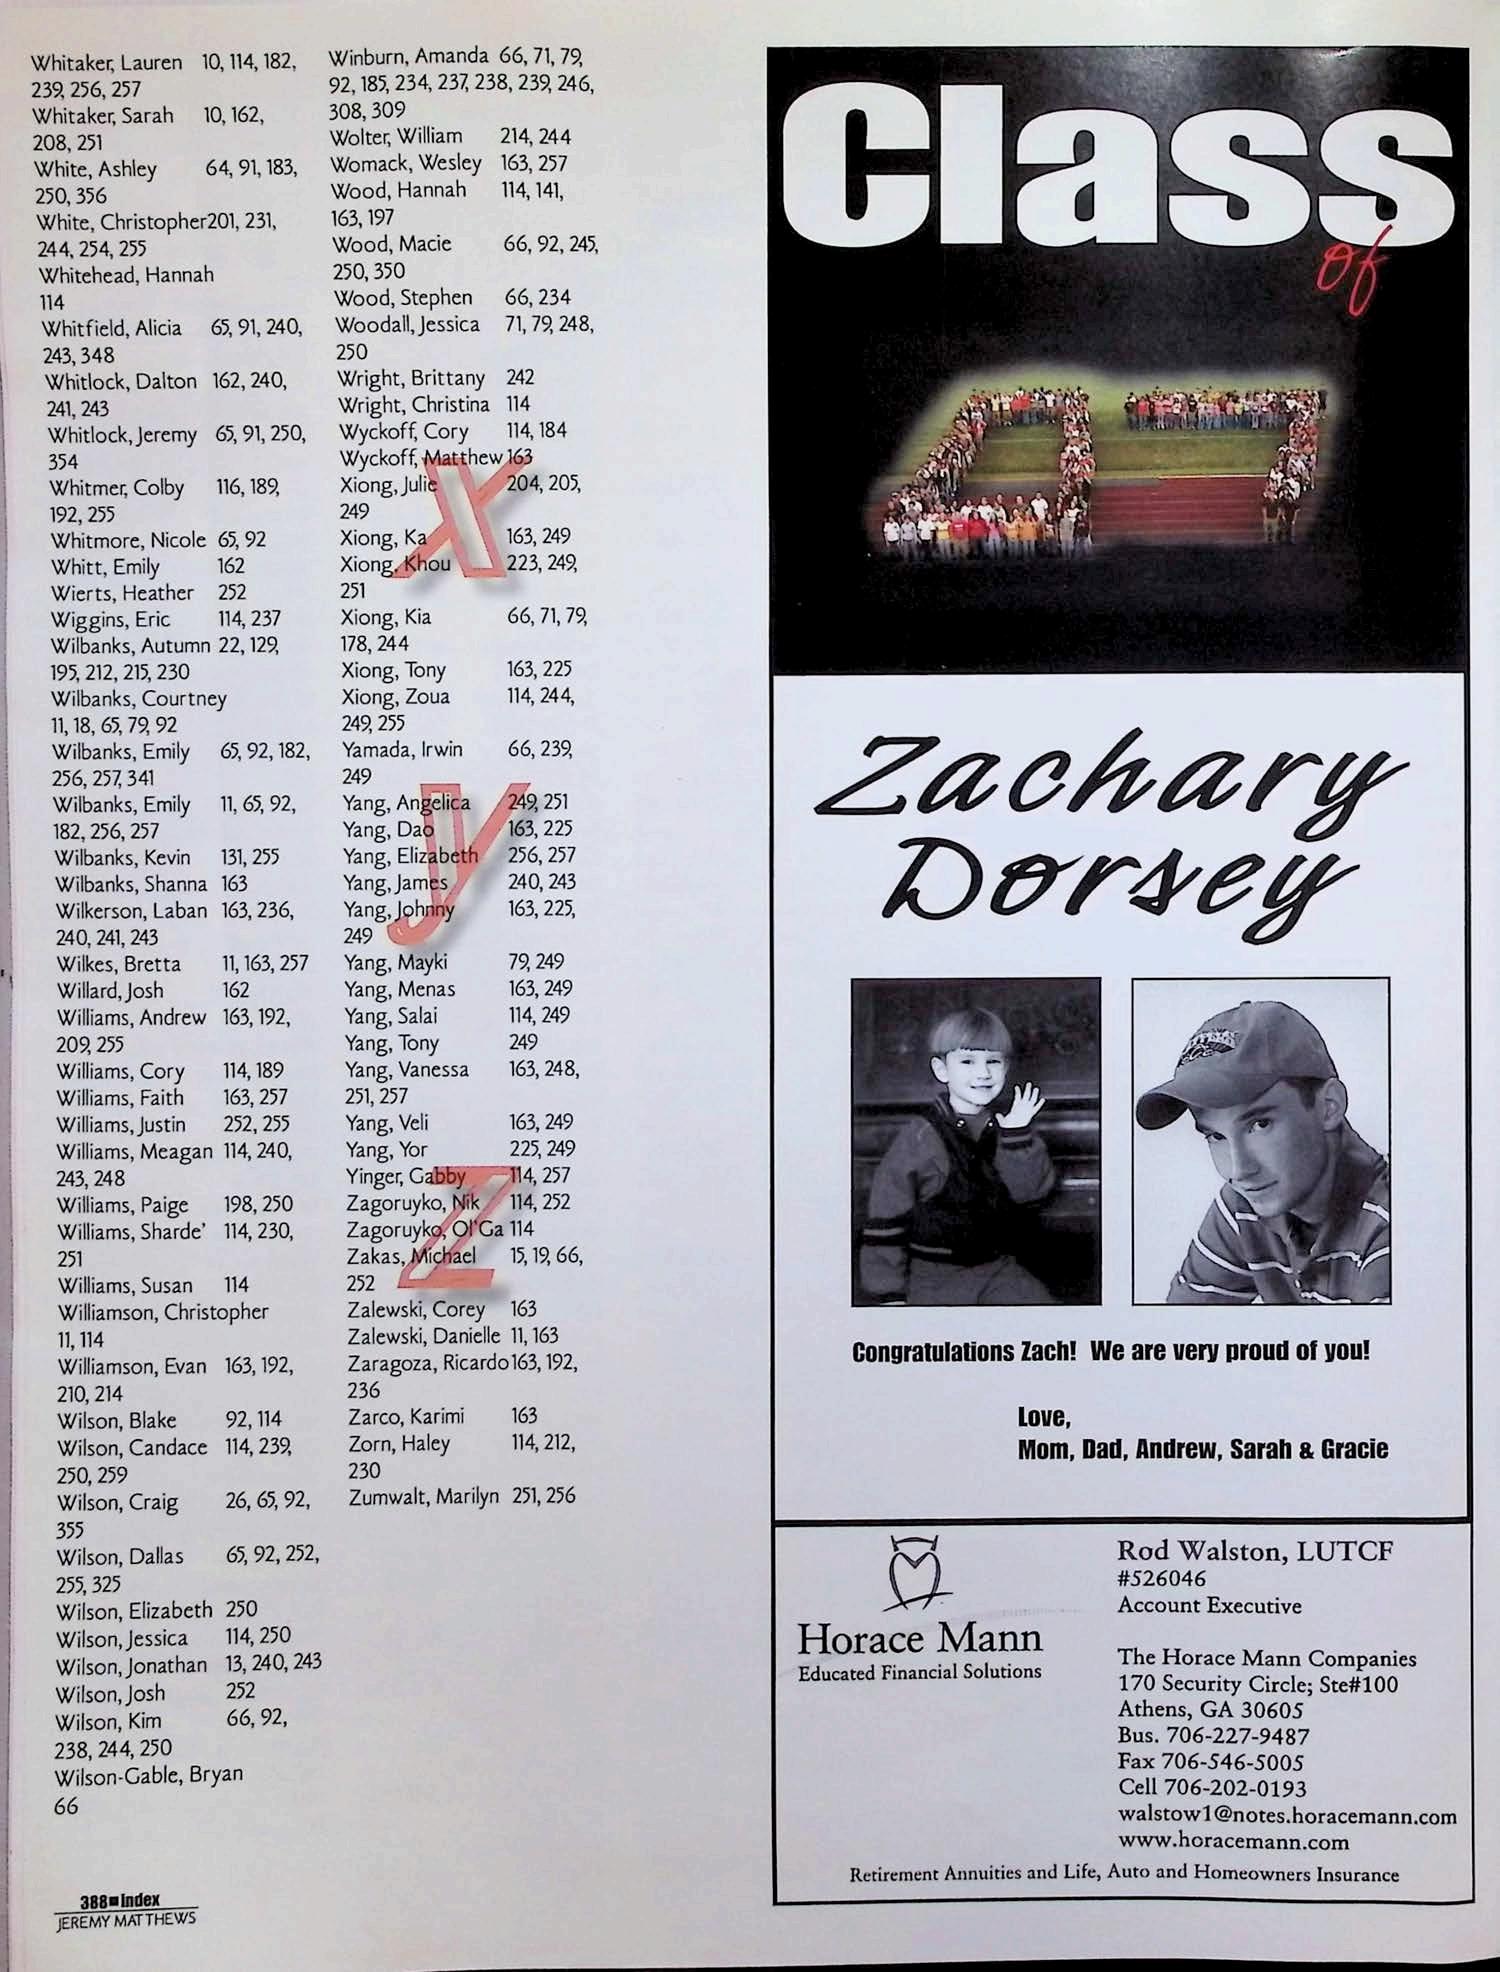 Whitaker, Lauren 10, 114, 182,
239, 256, 257
Whitaker, Sarah 10, 162,
208, 251
White, Ashley 64, 91, 183,
250, 356
White, Christopher201, 231,
244, 254, 255
Whitehead, Hannah
114
Whitfield, Alicia 65, 91, 240,
243, 348
Whitlock, Dalton 162, 240,
241, 243
Whitlock, Jeremy 65, 91, 250,
354
Whitmer, Colby 116, 189,
192, 255
Whitmore, Nicole 65, 92
Whitt, Emily 162
Wierts, Heather 252
Wiggins, Eric 114, 237
Wilbanks, Autumn 22, 129,
195, 212, 215, 230
Wilbanks, Courtney
11, 18, 65, 79, 92
Wilbanks, Emily 65, 92, 182,
256, 257, 341
Wilbanks, Emily 11, 65, 92,
182, 256, 257
Wilbanks, Kevin 131, 255
Wilbanks, Shanna 163
Wilkerson, Laban 163, 236,
240, 241, 243
Wilkes, Bretta 11, 163, 257
Willard, Josh 162
Williams, Andrew 163, 192,
209, 255
Williams, Cory 114, 189
Williams, Faith 163, 257
Williams, Justin 252, 255
Williams, Meagan 114, 240,
243, 248
Williams, Paige 198, 250
Williams, Sharde' 114, 230,
251
Williams, Susan 114
Williamson, Christopher
11, 114
Williamson, Evan 163, 192,
210, 214
Wilson, Blake 92, 114
Wilson, Candace 114, 239,
250, 259
Wilson, Craig 26, 65, 92,
355
Wilson, Dallas 65, 92, 252,
255, 325
Wilson, Elizabeth 250
Wilson, Jessica 114, 250
Wilson, Jonathan 13, 240, 243
Wilson, Josh 252
Wilson, Kim 66, 92,
238, 244, 250
Wilson-Gable, Bryan
66
Winburn, Amanda 66, 71, 79,
92, 185, 234, 237, 238, 239, 246,
308, 309
Wolter, William 214, 244
Womack, Wesley 163, 257
Wood, Hannah 114, 141,
163, 197
Wood, Macie 66, 92, 245,
250, 350
Wood, Stephen 66, 234
Woodall, Jessica 71, 79, 248,
250
Wright, Brittany 242
Wright, Christina 114
Wyckoff, Cory 114, 184
Wyckoff, Matthew 163
X
Xiong, Julie 204, 205,
249
Xiong, Ka 163, 249
Xiong, Khou 223, 249,
251
Xiong, Kia 66, 71, 79,
178, 244
Xiong, Tony 163, 225
Xiong, Zoua 114, 244,
249, 255
Yamada, Irwin 66, 239,
249
y
Yang, Angelica 249, 251
Yang, Dao 163, 225
Yang, Elizabeth 256, 257
Yang, James 240, 243
Yang, Johnny 163, 225,
249
Yang, Mayki 79, 249
Yang, Menas 163, 249
Yang, Salai 114, 249
Yang, Tony 249
Yang, Vanessa 163, 248,
251, 257
Yang, Veli 163, 249
Yang, Yor 225, 249
Yinger, Gabby 114, 257
Z
Zagoruyko, Nik 114, 252
Zagoruyko, Ol'Ga 114
Zakas, Michael 15, 19, 66,
252
Zalewski, Corey 163
Zalewski, Danielle 11, 163
Zaragoza, Ricardo 163, 192,
236
Zarco, Karimi 163
Zorn, Haley 114, 212,
230
Zumwalt, Marilyn 251, 256
Class
of
07
Zachary
Dorsey
Congratulations Zach! We are very proud of you!
Love,
Mom, Dad, Andrew, Sarah & Gracie
Horace Mann
Educated Financial Solutions
Rod Walston, LUTCF
#526046
Account Executive
The Horace Mann Companies
170 Security Circle; Ste#100
Athens, GA 30605
Bus. 706-227-9487
Fax 706-546-5005
Cell 706-202-0193
walstow1@notes.horacemann.com
www.horacemann.com
Retirement Annuities and Life, Auto and Homeowners Insurance
388■index
JEREMY MATTHEWS